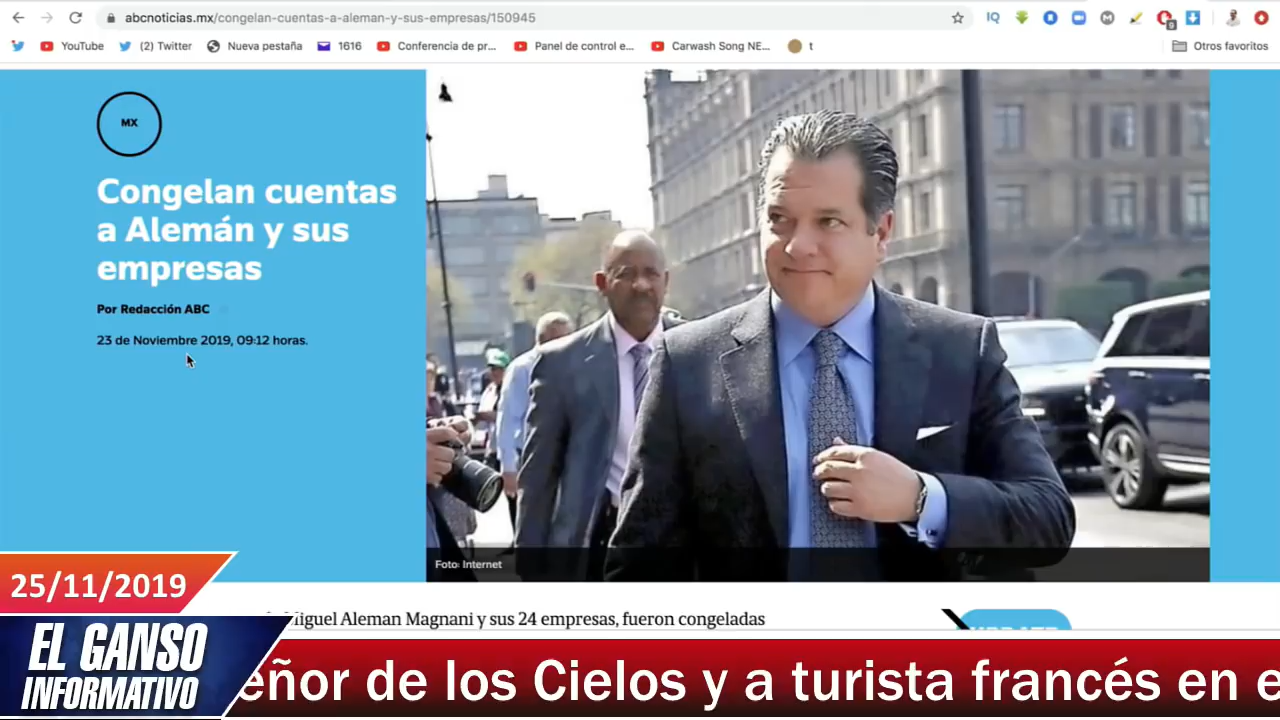 abcnoticias.mx/congelan-cuentas-a-aleman-y-sus-empresas/150945
YouTube
(2) Twitter
Nueva pestaña
1616
Conferencia de pr...
Panel de control e...
Carwash Song NE...
t
Otros favoritos
MX
Congelan cuentas
a Alemán y sus
empresas
Por Redacción ABC
23 de Noviembre 2019, 09:12 horas.
Foto: Internet
25/11/2019
Miguel Aleman Magnani y sus 24 empresas, fueron congeladas
EL GANSO
INFORMATIVO
eñor de los Cielos y a turista francés en e